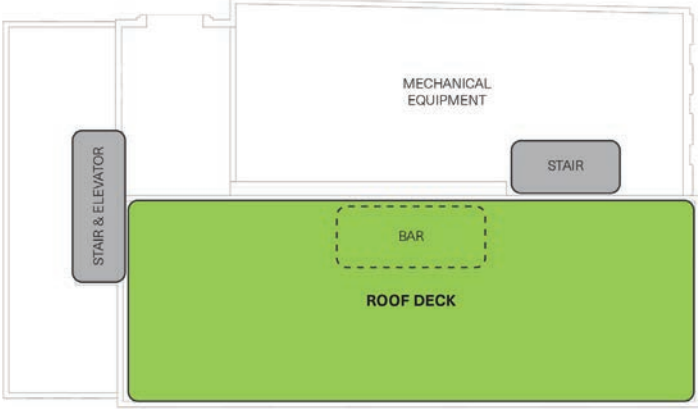 MECHANICAL
EQUIPMENT
STAIR
STAIR & ELEVATOR
BAR
ROOF DECK